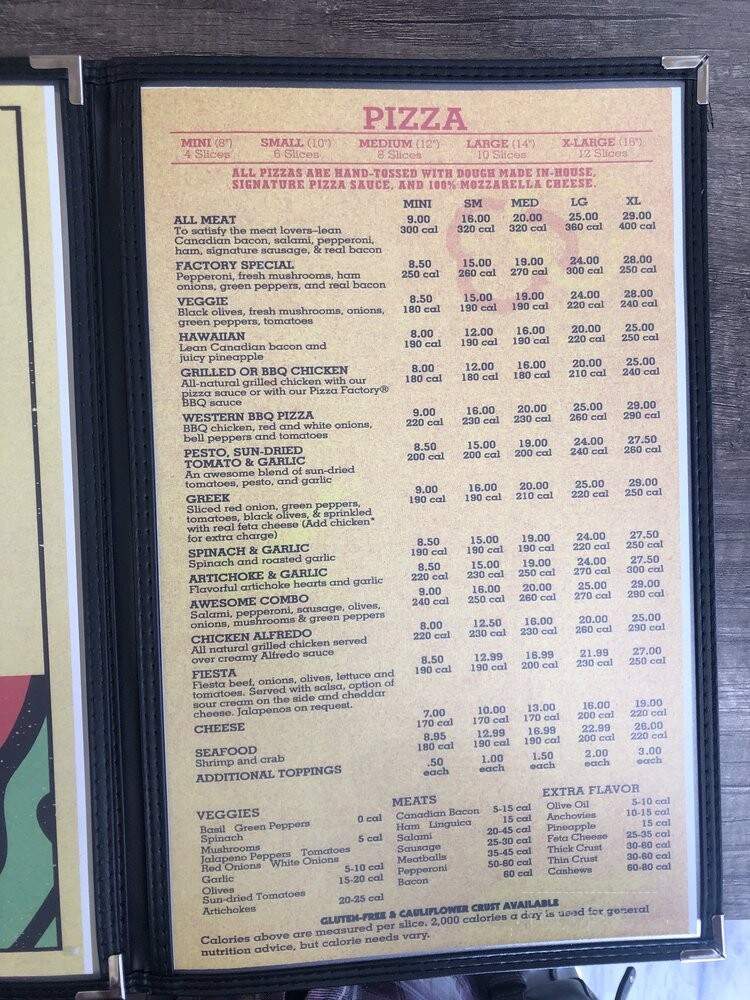 PIZZA
MINI (8") SMALL (10") MEDIUM (12") LARGE (14") X-LARGE (16")
4 Slices 6 Slices 8 Slices 10 Slices 12 Slices
ALL PIZZAS ARE HAND-TOSSED WITH DOUGH MADE IN-HOUSE,
SIGNATURE PIZZA SAUCE, AND 100% MOZZARELLA CHEESE.
MINI SM MED LG XL
ALL MEAT 9.00 16.00 20.00 25.00 29.00
To satisfy the meat lovers–lean 300 cal 320 cal 320 cal 360 cal 400 cal
Canadian bacon, salami, pepperoni,
ham, signature sausage, & real bacon
FACTORY SPECIAL 8.50 15.00 19.00 24.00 28.00
Pepperoni, fresh mushrooms, ham 250 cal 260 cal 270 cal 300 cal 250 cal
onions, green peppers, and real bacon
VEGGIE 8.50 15.00 19.00 24.00 28.00
Black olives, fresh mushrooms, onions, 180 cal 190 cal 190 cal 220 cal 240 cal
green peppers, tomatoes
HAWAIIAN 8.00 12.00 16.00 20.00 25.00
Lean Canadian bacon and 190 cal 190 cal 190 cal 220 cal 250 cal
juicy pineapple
GRILLED OR BBQ CHICKEN 8.00 12.00 16.00 20.00 25.00
All-natural grilled chicken with our 180 cal 180 cal 180 cal 210 cal 240 cal
pizza sauce or with our Pizza Factory®
BBQ sauce
WESTERN BBQ PIZZA 9.00 16.00 20.00 25.00 29.00
BBQ chicken, red and white onions, 220 cal 230 cal 230 cal 260 cal 290 cal
bell peppers and tomatoes
PESTO, SUN-DRIED 8.50 15.00 19.00 24.00 27.50
TOMATO & GARLIC 200 cal 200 cal 200 cal 240 cal 260 cal
An awesome blend of sun-dried
tomatoes, pesto, and garlic
GREEK 9.00 16.00 20.00 25.00 29.00
Sliced red onion, green peppers, 190 cal 190 cal 210 cal 220 cal 250 cal
tomatoes, black olives, & sprinkled
with real feta cheese (Add chicken*
for extra charge)
SPINACH & GARLIC 8.50 15.00 19.00 24.00 27.50
Spinach and roasted garlic 190 cal 190 cal 190 cal 220 cal 250 cal
ARTICHOKE & GARLIC 8.50 15.00 19.00 24.00 27.50
Flavorful artichoke hearts and garlic 220 cal 230 cal 250 cal 270 cal 300 cal
AWESOME COMBO 9.00 16.00 20.00 25.00 29.00
Salami, pepperoni, sausage, olives, 240 cal 250 cal 260 cal 270 cal 290 cal
onions, mushrooms & green peppers
CHICKEN ALFREDO 8.00 12.50 16.00 20.00 25.00
All natural grilled chicken served 220 cal 230 cal 230 cal 260 cal 290 cal
over creamy Alfredo sauce
FIESTA 8.50 12.99 16.99 21.99 27.00
Fiesta beef, onions, olives, lettuce and 190 cal 190 cal 200 cal 230 cal 250 cal
tomatoes. Served with salsa, option of
sour cream on the side and cheddar
cheese. Jalapenos on request.
CHEESE 7.00 10.00 13.00 16.00 19.00
170 cal 170 cal 170 cal 200 cal 220 cal
SEAFOOD 8.95 12.99 16.99 22.99 26.00
Shrimp and crab 180 cal 190 cal 190 cal 200 cal 220 cal
ADDITIONAL TOPPINGS .50 1.00 1.50 2.00 3.00
each each each each each
VEGGIES
Basil Green Peppers 0 cal
Spinach
Mushrooms 5 cal
Jalapeno Peppers Tomatoes
Red Onions White Onions
Garlic 5-10 cal
Olives 15-20 cal
Sun-dried Tomatoes
Artichokes 20-25 cal
MEATS
Canadian Bacon 5-15 cal
Ham Linguica 15 cal
Salami 20-45 cal
Sausage 25-30 cal
Meatballs 35-45 cal
Pepperoni 50-60 cal
Bacon 60 cal
EXTRA FLAVOR
Olive Oil 5-10 cal
Anchovies 10-15 cal
Pineapple 15 cal
Feta Cheese 25-35 cal
Thick Crust 30-60 cal
Thin Crust 30-60 cal
Cashews 60-80 cal
GLUTEN-FREE & CAULIFLOWER CRUST AVAILABLE
Calories above are measured per slice. 2,000 calories a day is used for general
nutrition advice, but calorie needs vary.